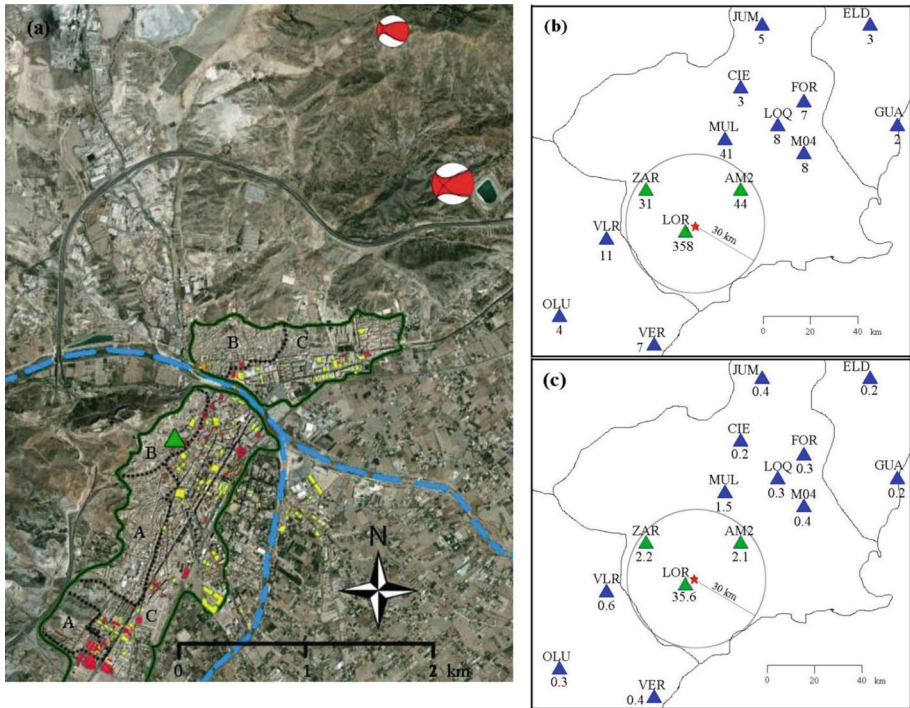 (a)
B
C
B
A
A
C
N
0 1 2 km
(b)
JUM
5
ELD
3
CIE
3
FOR
7
LOQ
8
GUA
2
MUL
41
M04
8
ZAR
31
AM2
44
LOR
358
30 km
VLR
11
OLU
4
VER
7
0 20 40
km
(c)
JUM
0.4
ELD
0.2
CIE
0.2
FOR
0.3
LOQ
0.3
GUA
0.2
MUL
1.5
M04
0.4
ZAR
2.2
AM2
2.1
LOR
35.6
30 km
VLR
0.6
OLU
0.3
VER
0.4
0 20 40
km